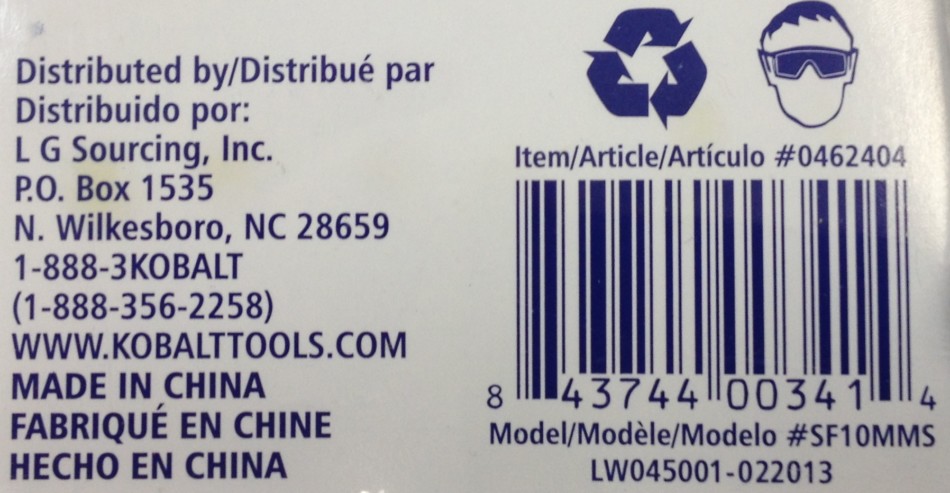 Distributed by/Distribué par
Distribuido por:
L G Sourcing, Inc.
P.O. Box 1535
N. Wilkesboro, NC 28659
1-888-3KOBALT
(1-888-356-2258)
WWW.KOBALTTOOLS.COM
MADE IN CHINA
FABRIQUÉ EN CHINE
HECHO EN CHINA
Item/Article/Artículo #0462404
8 43744 00341 4
Model/Modèle/Modelo #SF10MMS
LW045001-022013